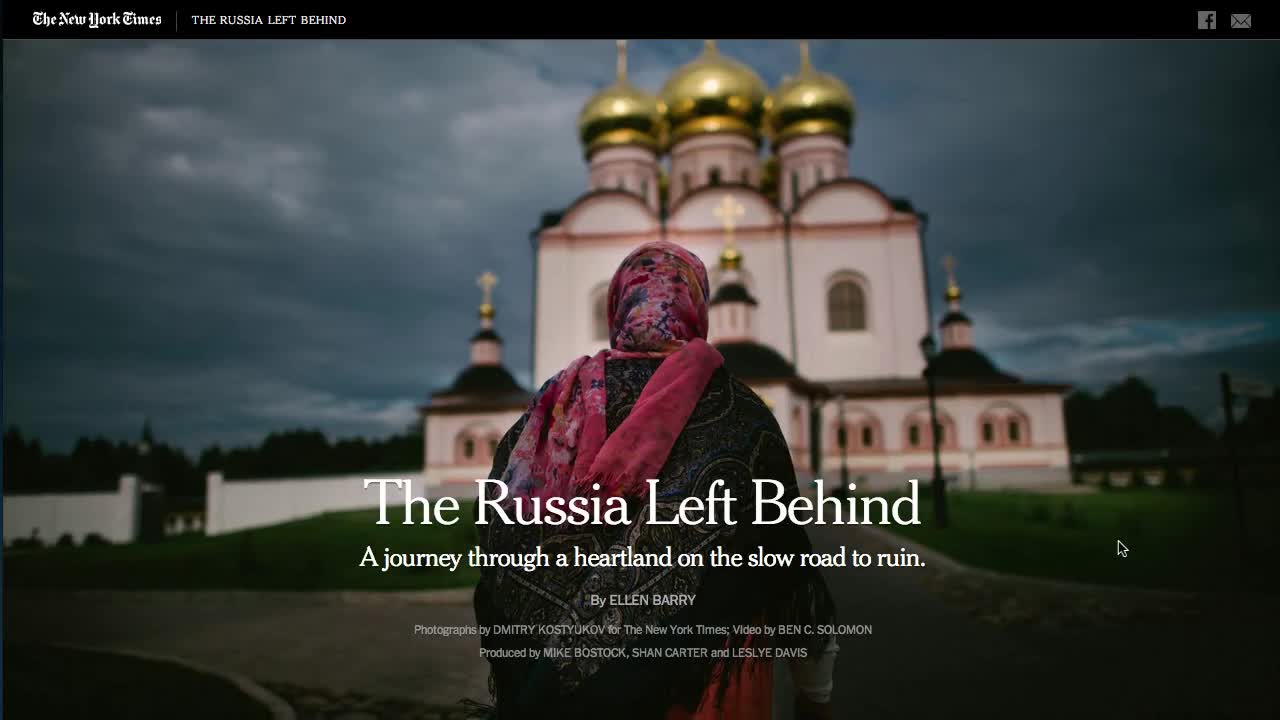 The New York Times
THE RUSSIA LEFT BEHIND
The Russia Left Behind
A journey through a heartland on the slow road to ruin.
By ELLEN BARRY
Photographs by DMITRY KOSTYUKOV for The New York Times; Video by BEN C. SOLOMON
Produced by MIKE BOSTOCK, SHAN CARTER and LESLYE DAVIS